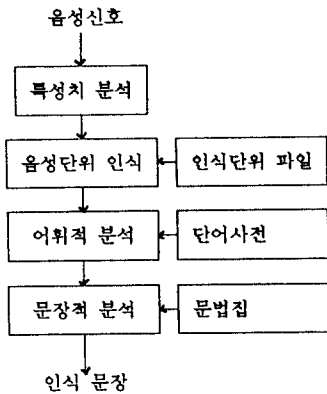 음성신호
특성치 분석
음성단위 인식
인식단위 파일
어휘적 분석
단어사전
문장적 분석
문법집
인식 문장